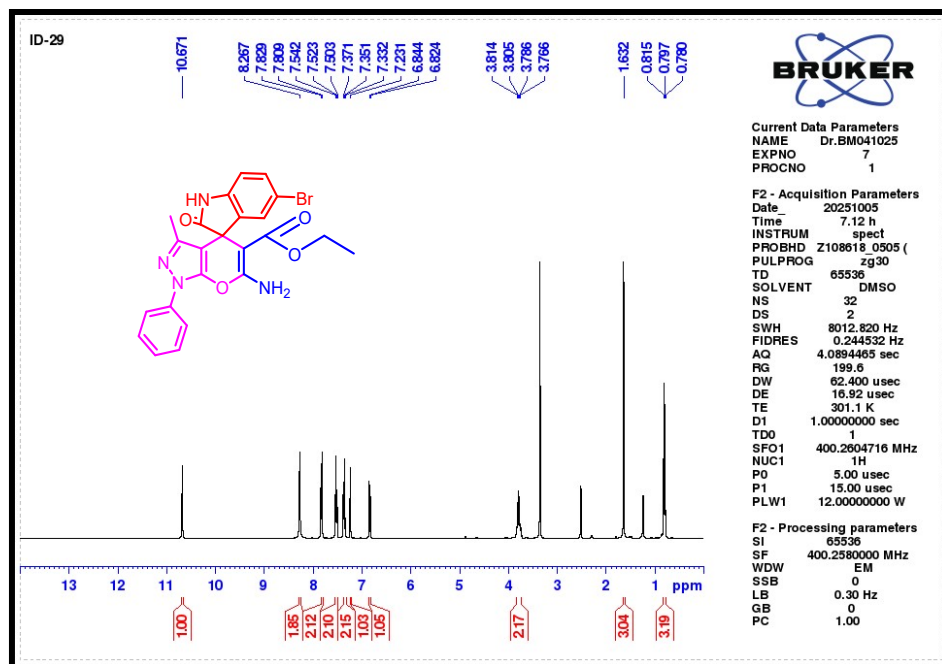 ID-29
10.671
8.267
7.829
7.809
7.542
7.523
7.503
7.371
7.351
7.332
7.231
6.844
6.824
3.814
3.805
3.786
3.766
1.632
0.815
0.797
0.780
BRUKER
Current Data Parameters
NAME Dr.BM041025
EXPNO 7
PROCNO 1
F2 - Acquisition Parameters
Date_ 20251005
Time 7.12 h
INSTRUM spect
PROBHD Z108618_0505 (
PULPROG zg30
TD 65536
SOLVENT DMSO
NS 32
DS 2
SWH 8012.820 Hz
FIDRES 0.244532 Hz
AQ 4.0894465 sec
RG 199.6
DW 62.400 usec
DE 16.92 usec
TE 301.1 K
D1 1.00000000 sec
TD0 1
SFO1 400.2604716 MHz
NUC1 1H
P0 5.00 usec
P1 15.00 usec
PLW1 12.00000000 W
F2 - Processing parameters
SI 65536
SF 400.2580000 MHz
WDW EM
SSB 0
LB 0.30 Hz
GB 0
PC 1.00
HN
Br
O
O
O
N
N
O
NH2
13 12 11 10 9 8 7 6 5 4 3 2 1 ppm
1.00
1.85
2.12
2.10
2.15
1.03
1.05
2.17
3.04
3.19